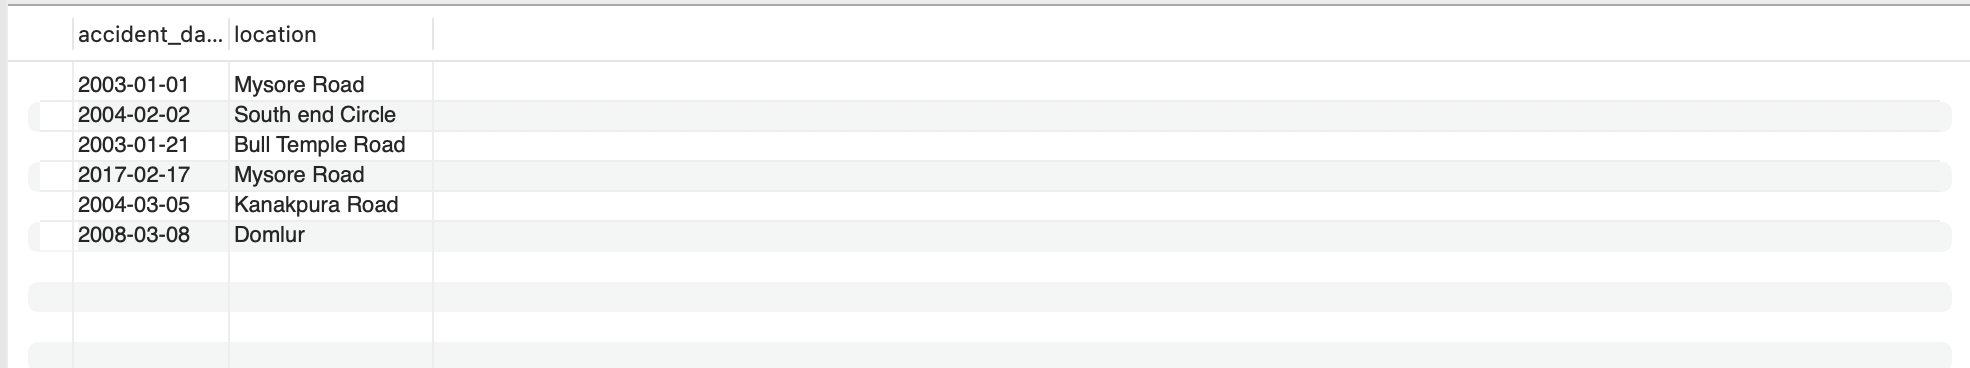 accident_da... location
2003-01-01 Mysore Road
2004-02-02 South end Circle
2003-01-21 Bull Temple Road
2017-02-17 Mysore Road
2004-03-05 Kanakpura Road
2008-03-08 Domlur